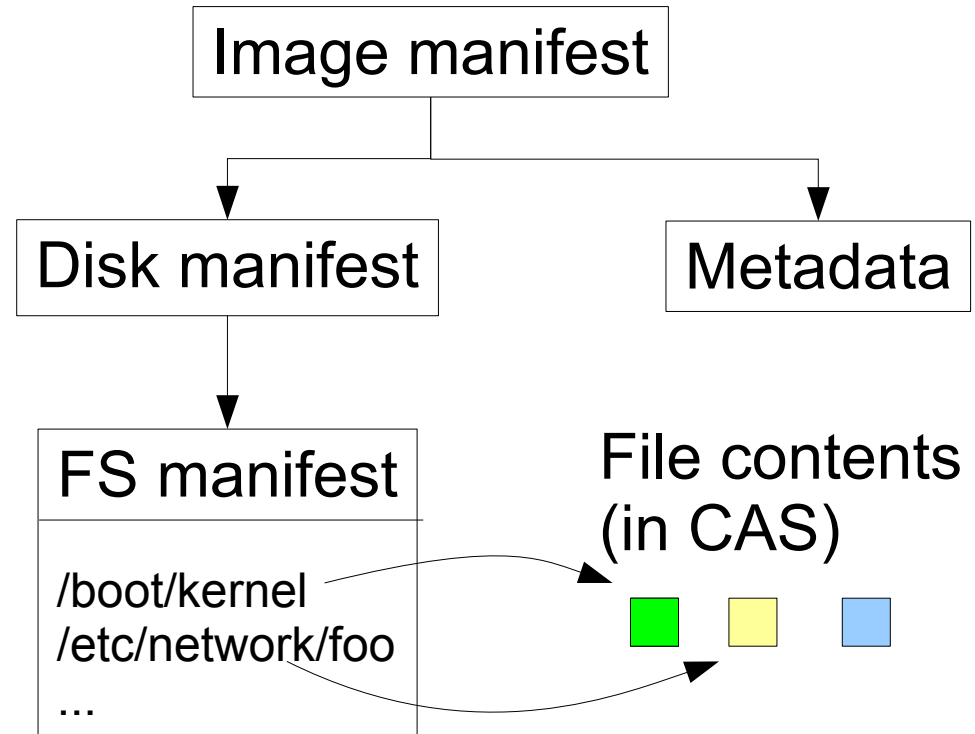 Image manifest
Disk manifest
Metadata
FS manifest
/boot/kernel
/etc/network/foo
...
File contents
(in CAS)